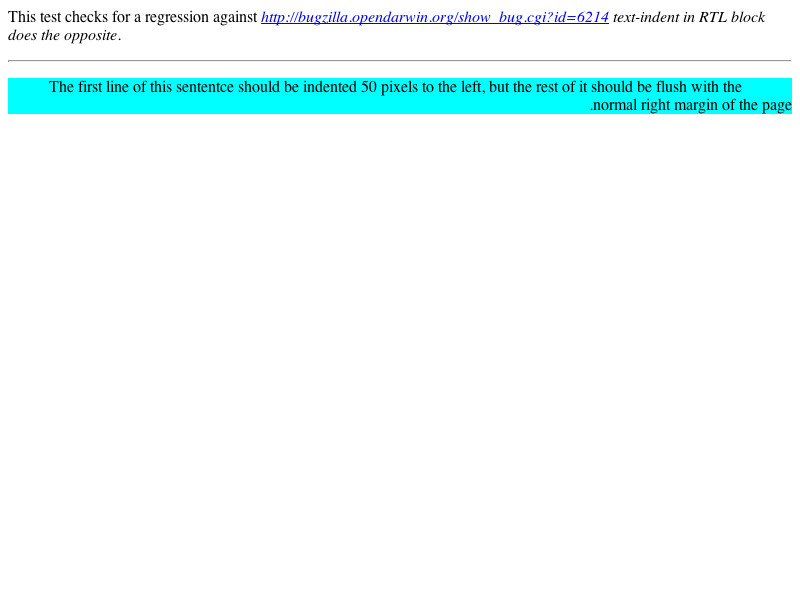 This test checks for a regression against http://bugzilla.opendarwin.org/show_bug.cgi?id=6214 text-indent in RTL block
does the opposite.
The first line of this sententce should be indented 50 pixels to the left, but the rest of it should be flush with the
.normal right margin of the page